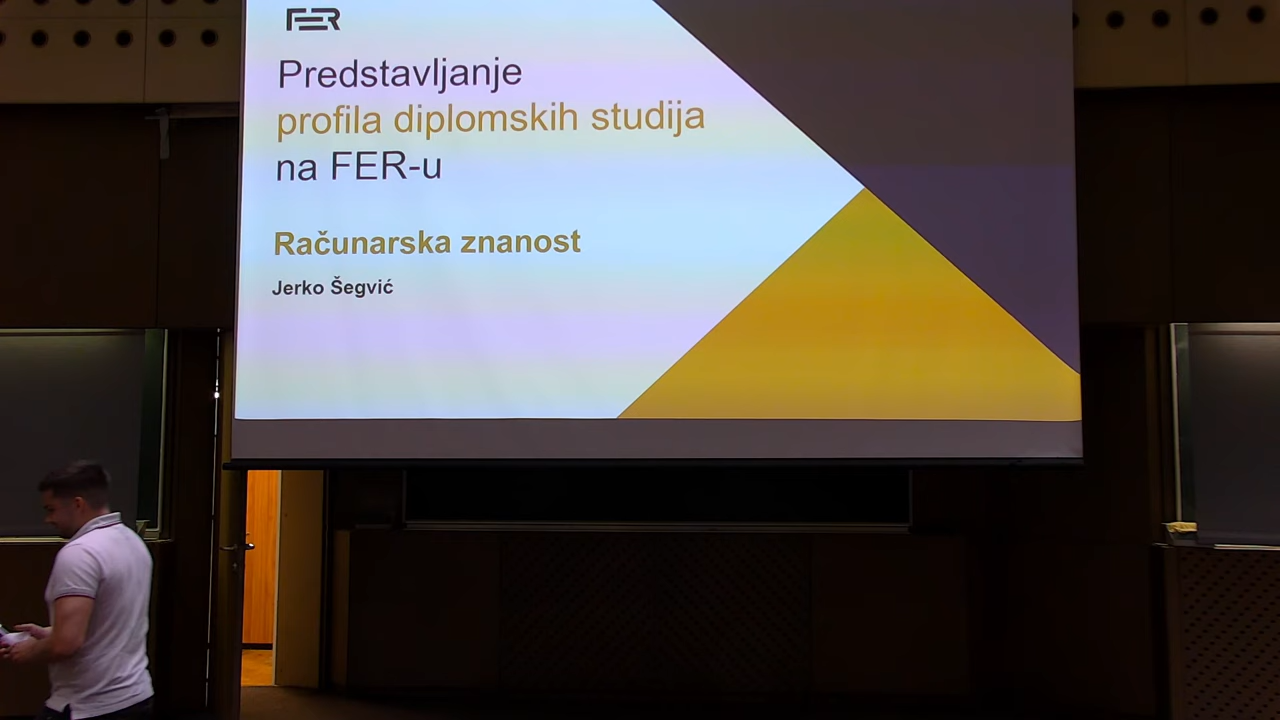 FER
Predstavljanje
profila diplomskih studija
na FER-u
Računarska znanost
Jerko Šegvić